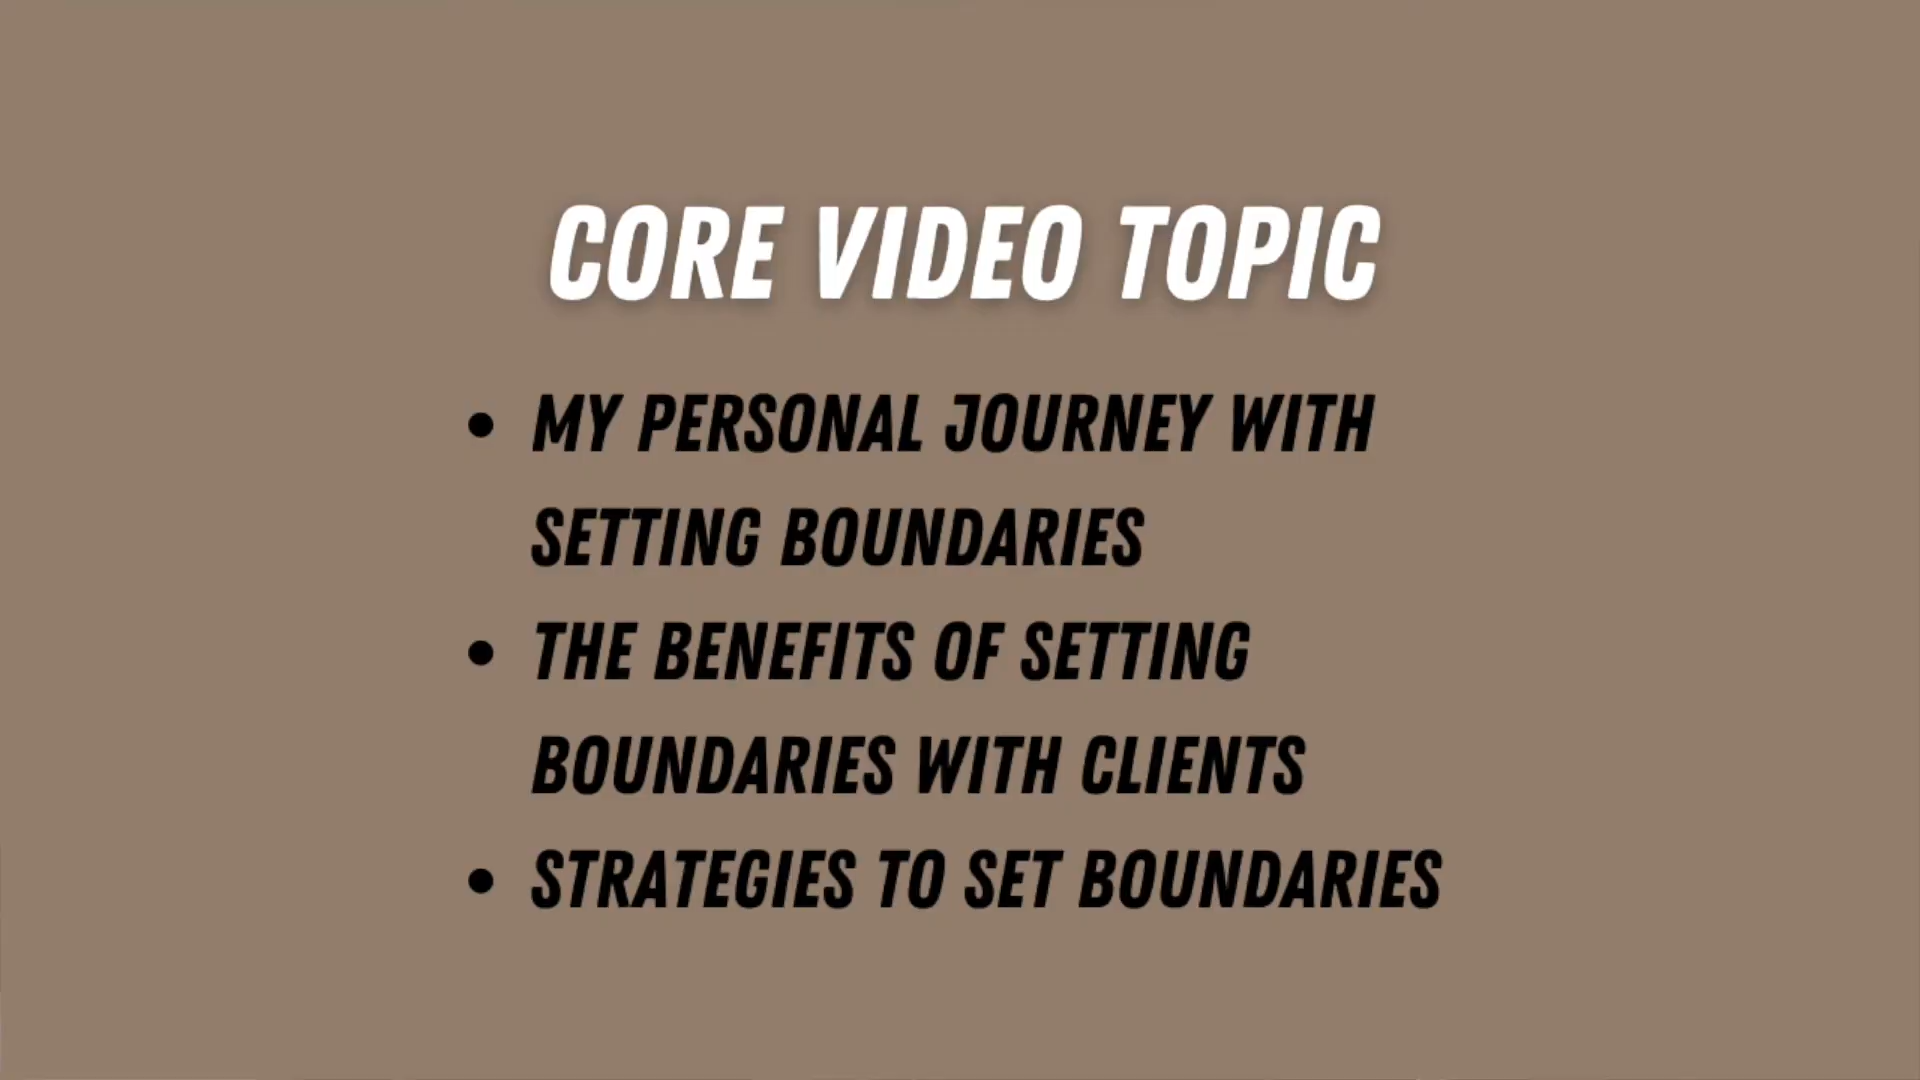 CORE VIDEO TOPIC
• MY PERSONAL JOURNEY WITH
SETTING BOUNDARIES
• THE BENEFITS OF SETTING
BOUNDARIES WITH CLIENTS
• STRATEGIES TO SET BOUNDARIES